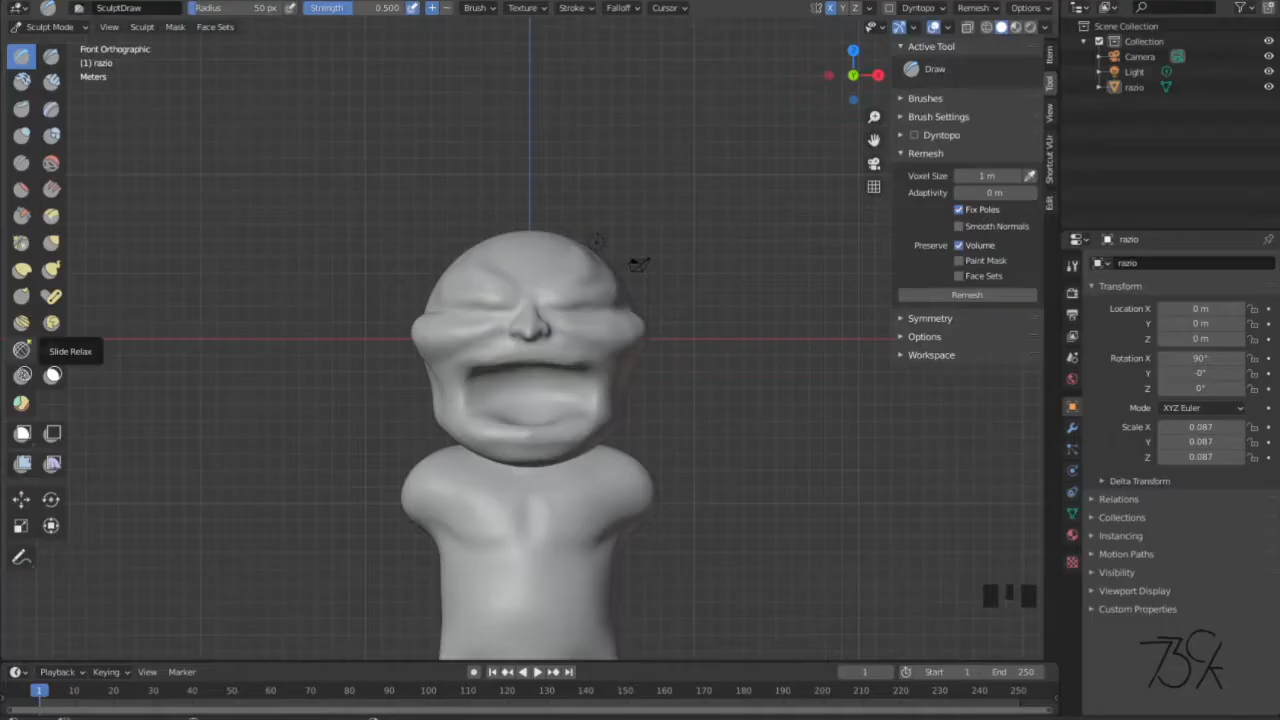 SculptDraw
Radius 50 px
Strength 0.500
Brush
Texture
Stroke
Falloff
Cursor
X Y Z
Dyntopo
Remesh
Options
Sculpt Mode
View
Sculpt
Mask
Face Sets
Front Orthographic
(1) razio
Meters
Slide Relax
Active Tool
Draw
Brushes
Brush Settings
Dyntopo
Remesh
Voxel Size 1 m
Adaptivity 0 m
Fix Poles
Smooth Normals
Preserve Volume
Paint Mask
Face Sets
Remesh
Symmetry
Options
Workspace
Item
Tool
View
Shortcut VUr
Edit
Scene Collection
Collection
Camera
Light
razio
razio
razio
Transform
Location X 0 m
Y 0 m
Z 0 m
Rotation X 90°
Y -0°
Z 0°
Mode XYZ Euler
Scale X 0.087
Y 0.087
Z 0.087
Delta Transform
Relations
Collections
Instancing
Motion Paths
Visibility
Viewport Display
Custom Properties
Playback
Keying
View
Marker
1
Start 1
End 250
1 10 20 30 40 50 60 70 80 90 100 110 120 130 140 150 160 170 180 190 200 210 220 230 240 250